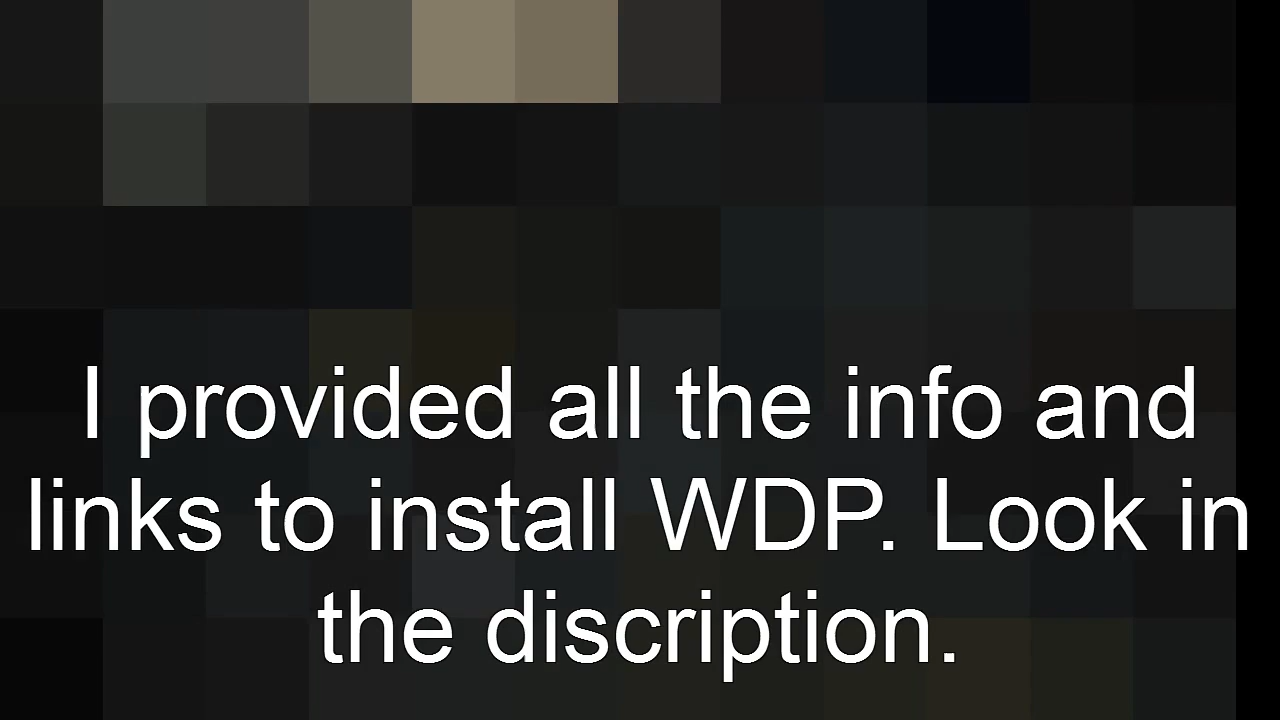 I provided all the info and
links to install WDP. Look in
the discription.